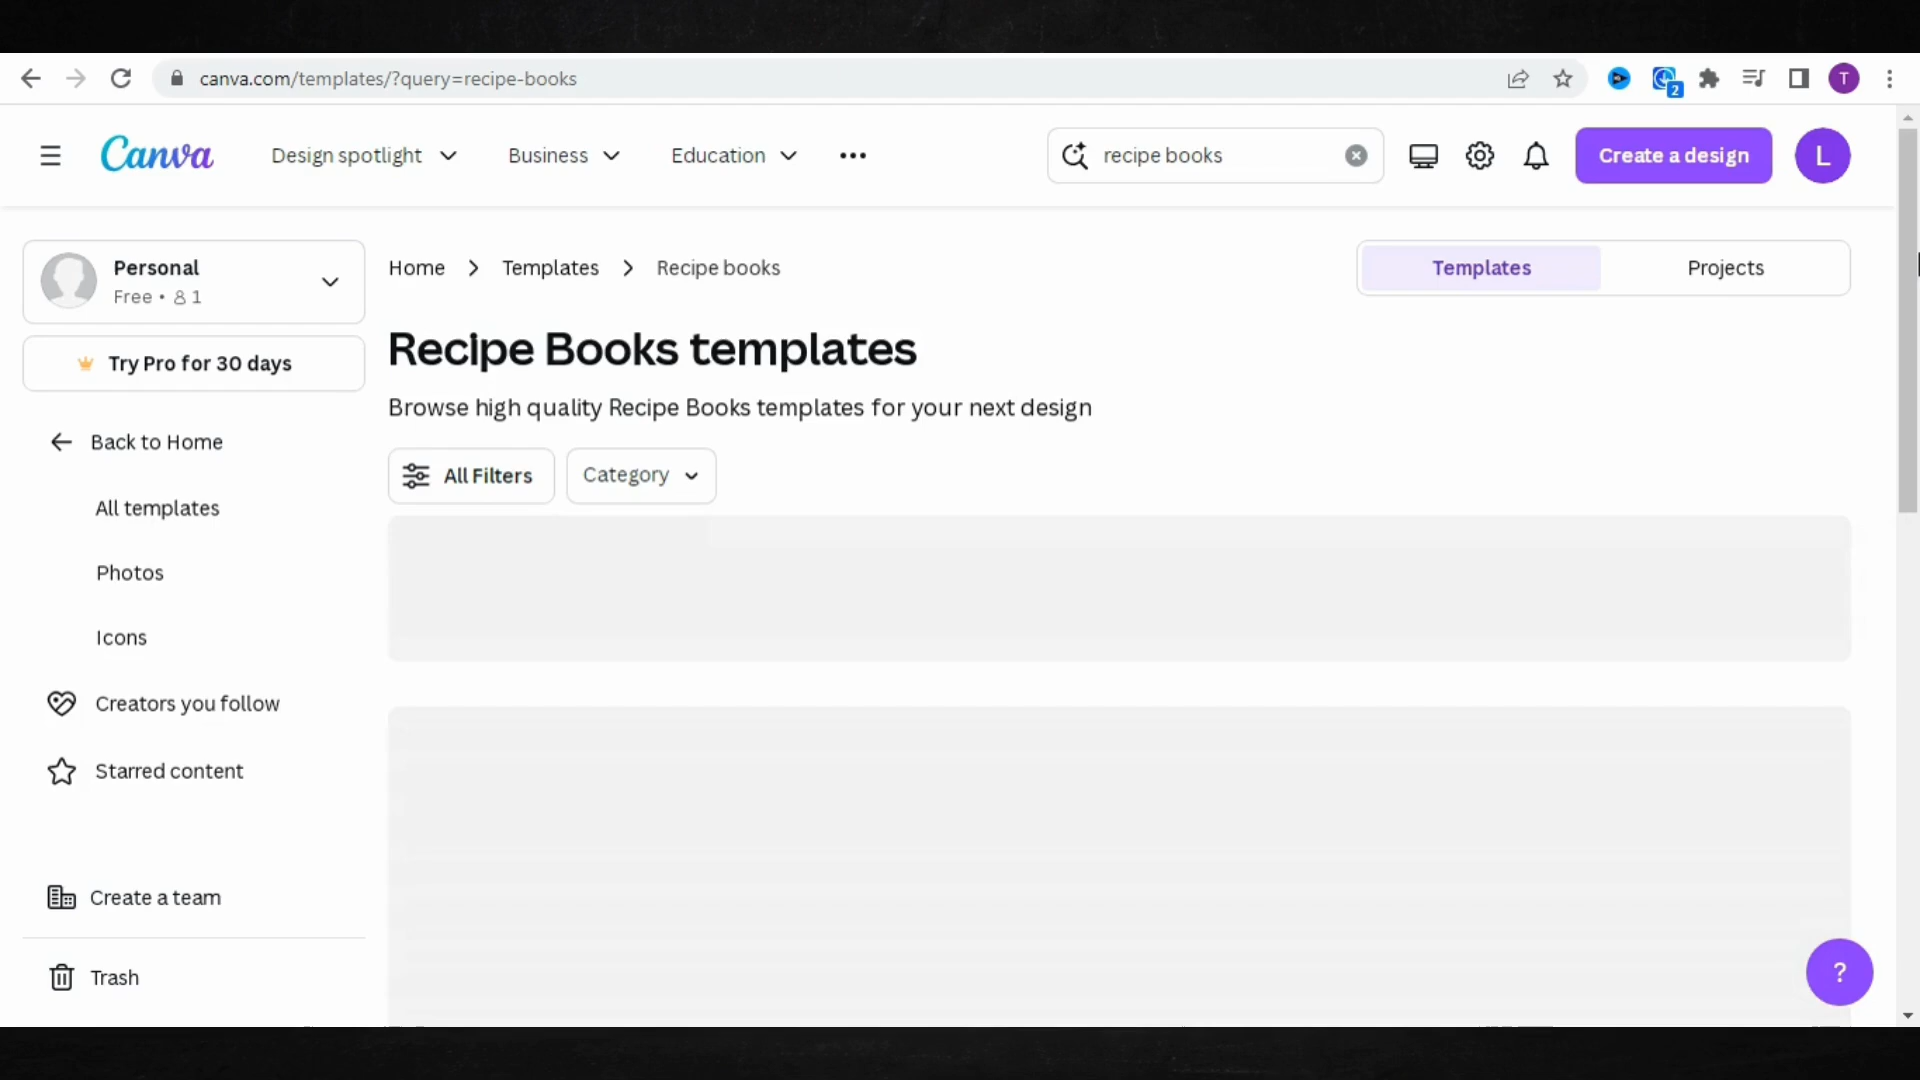 canva.com/templates/?query=recipe-books
2
T
Canva
Design spotlight
Business
Education
recipe books
Create a design
L
Personal
Free • 1
Try Pro for 30 days
Back to Home
All templates
Photos
Icons
Creators you follow
Starred content
Create a team
Trash
Home > Templates > Recipe books
Templates
Projects
Recipe Books templates
Browse high quality Recipe Books templates for your next design
All Filters
Category
?